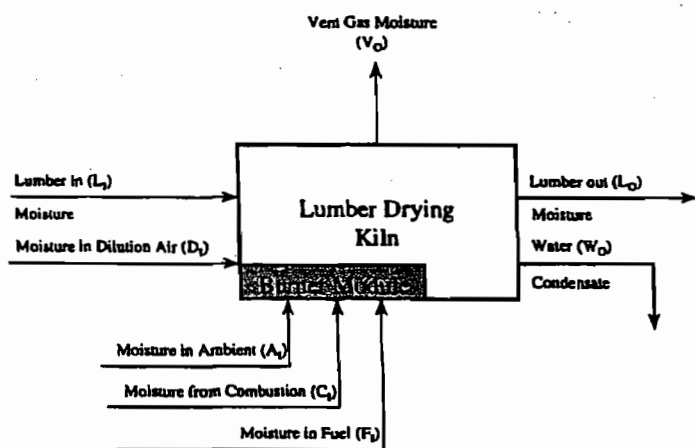 Vent Gas Moisture
(V_O)
Lumber in (L_I)
Moisture
Moisture in Dilution Air (D_I)
Lumber Drying
Kiln
Burner Module
Lumber out (L_O)
Moisture
Water (W_O)
Condensate
Moisture in Ambient (A_I)
Moisture from Combustion (C_I)
Moisture in Fuel (F_I)